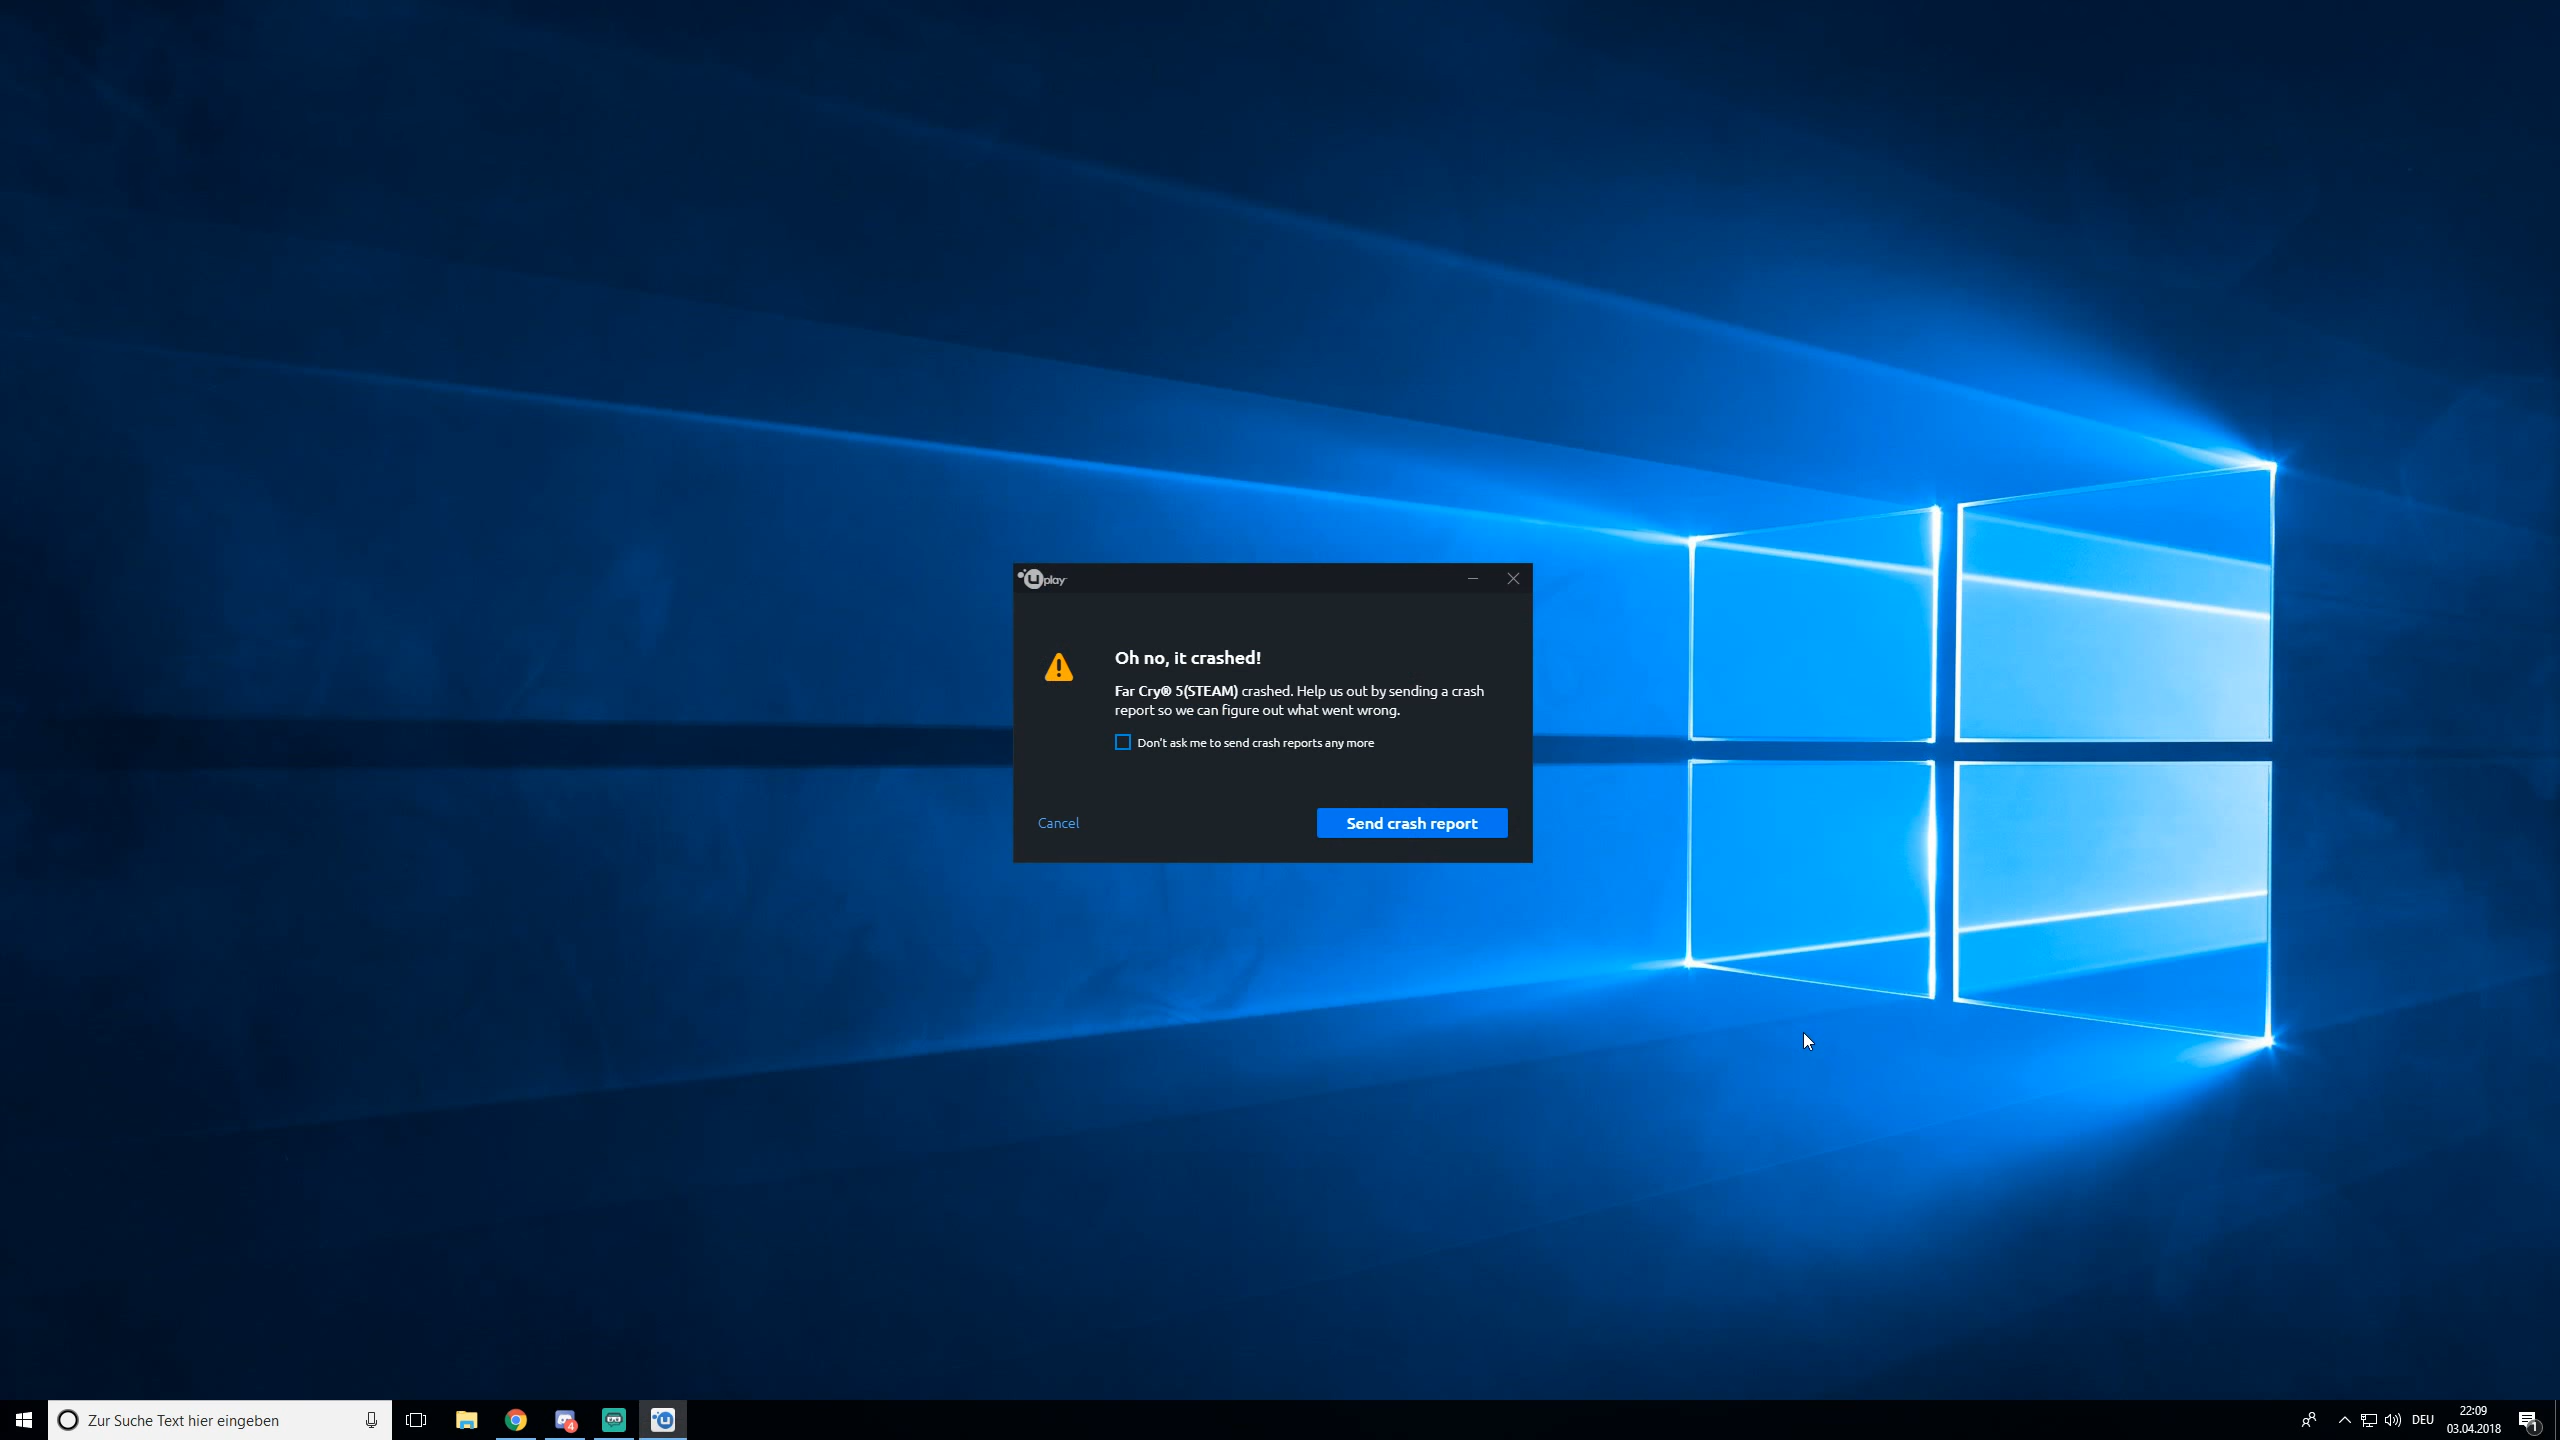 Uplay
Oh no, it crashed!
Far Cry® 5(STEAM) crashed. Help us out by sending a crash
report so we can figure out what went wrong.
Don't ask me to send crash reports any more
Cancel
Send crash report
Zur Suche Text hier eingeben
4
DEU
22:09
03.04.2018
1